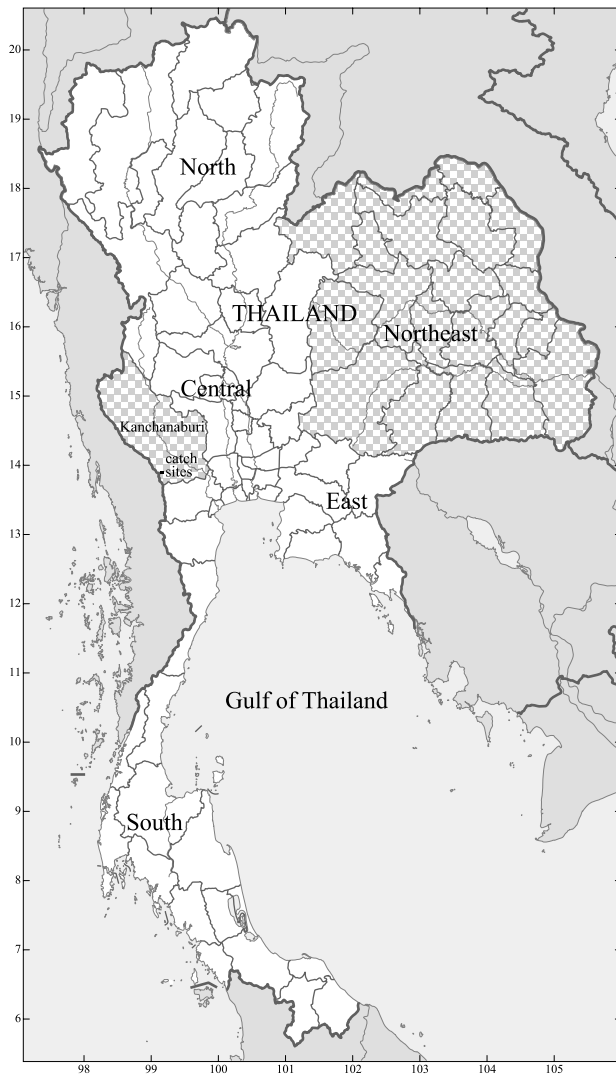 20
19
North
18
17
THAILAND
16
Northeast
15
Central
Kanchanaburi
14
catch
sites
East
13
12
11
Gulf of Thailand
10
9
South
8
7
6
98 99 100 101 102 103 104 105